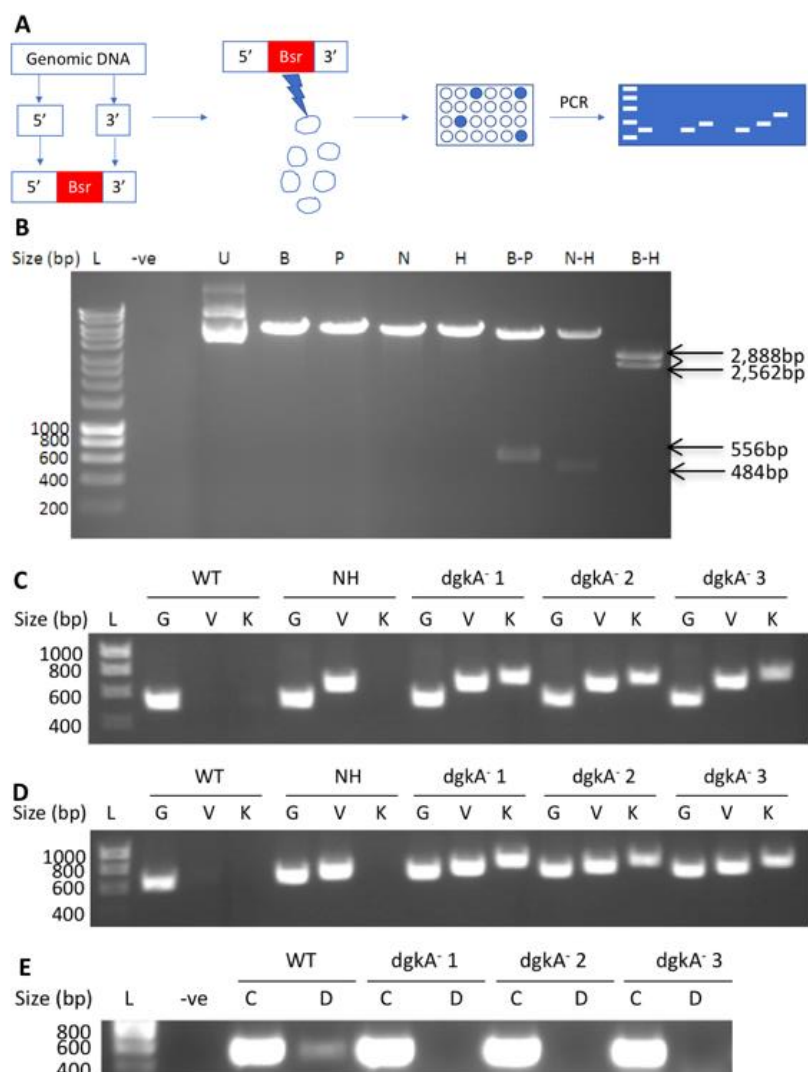 A
Genomic DNA
5’ 3’
5’ Bsr 3’
5’ Bsr 3’
PCR
B
Size (bp) L -ve U B P N H B-P N-H B-H
2,888bp
2,562bp
1000
800
600
400
200
556bp
484bp
C
WT NH dgkA⁻ 1 dgkA⁻ 2 dgkA⁻ 3
Size (bp) L G V K G V K G V K G V K G V K
1000
800
600
400
D
WT NH dgkA⁻ 1 dgkA⁻ 2 dgkA⁻ 3
Size (bp) L G V K G V K G V K G V K G V K
1000
800
600
400
E
WT dgkA⁻ 1 dgkA⁻ 2 dgkA⁻ 3
Size (bp) L -ve C D C D C D C D
800
600
400